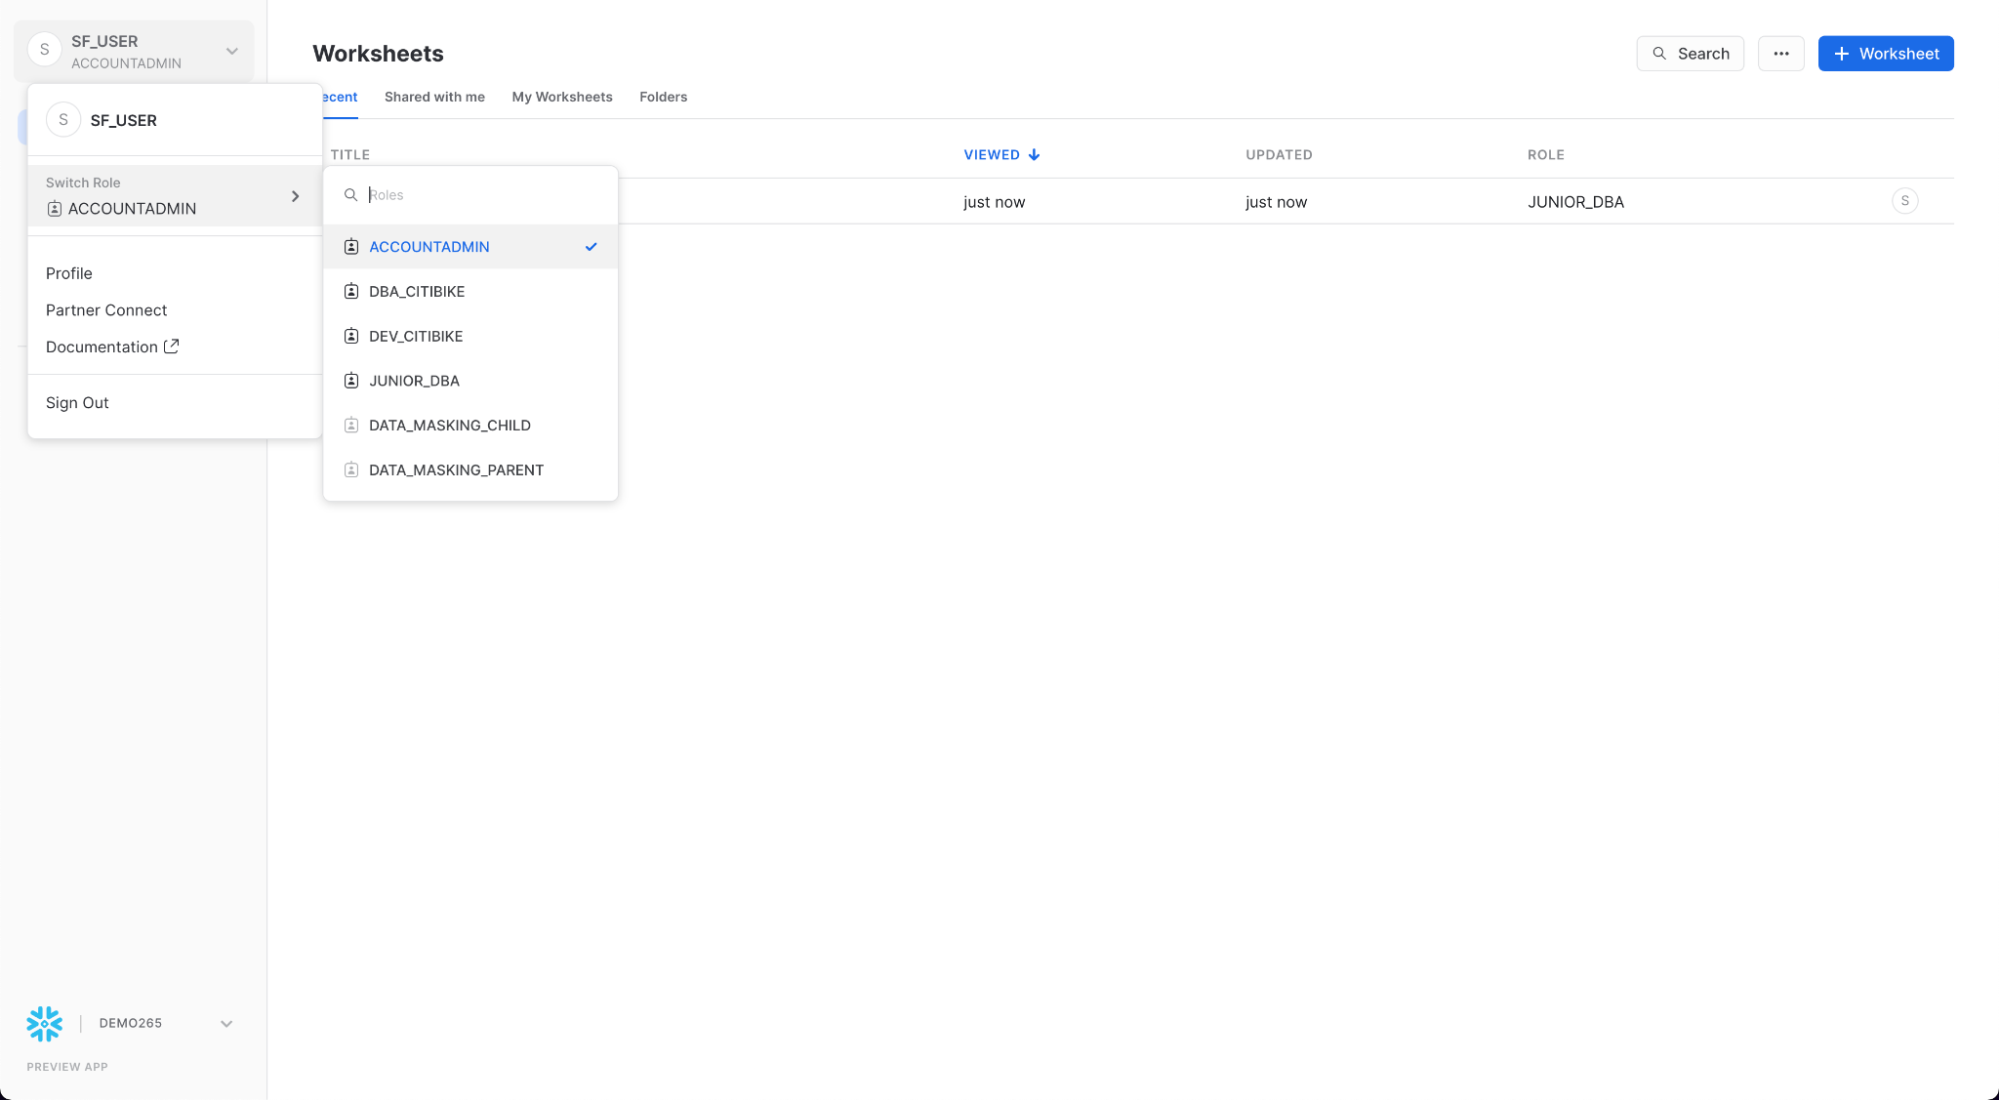 S
SF_USER
ACCOUNTADMIN
S
SF_USER
Switch Role
ACCOUNTADMIN
Profile
Partner Connect
Documentation
Sign Out
DEMO265
PREVIEW APP
Worksheets
Search
Worksheet
ecent
Shared with me
My Worksheets
Folders
TITLE
VIEWED
UPDATED
ROLE
just now
just now
JUNIOR_DBA
S
Roles
ACCOUNTADMIN
DBA_CITIBIKE
DEV_CITIBIKE
JUNIOR_DBA
DATA_MASKING_CHILD
DATA_MASKING_PARENT